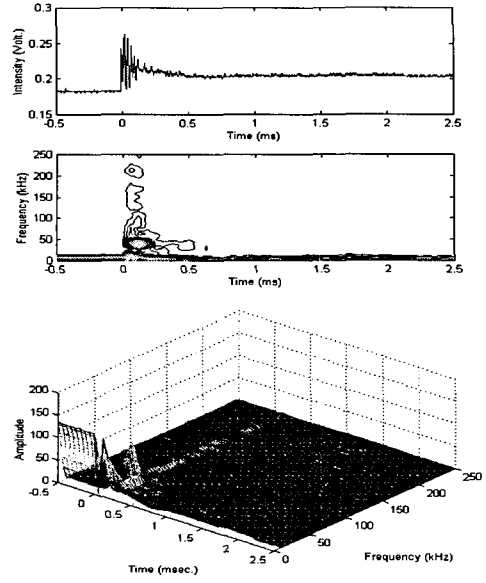 0.3
0.25
0.2
0.15
Intensity (Volt.)
-0.5 0 0.5 1 1.5 2 2.5
Time (ms)
250
200
150
100
50
0
Frequency (kHz)
-0.5 0 0.5 1 1.5 2 2.5
Time (ms)
200
150
100
50
0
Amplitude
-0.5 0 0.5 1 1.5 2 2.5
Time (msec.)
0 50 100 150 200 250
Frequency (kHz)